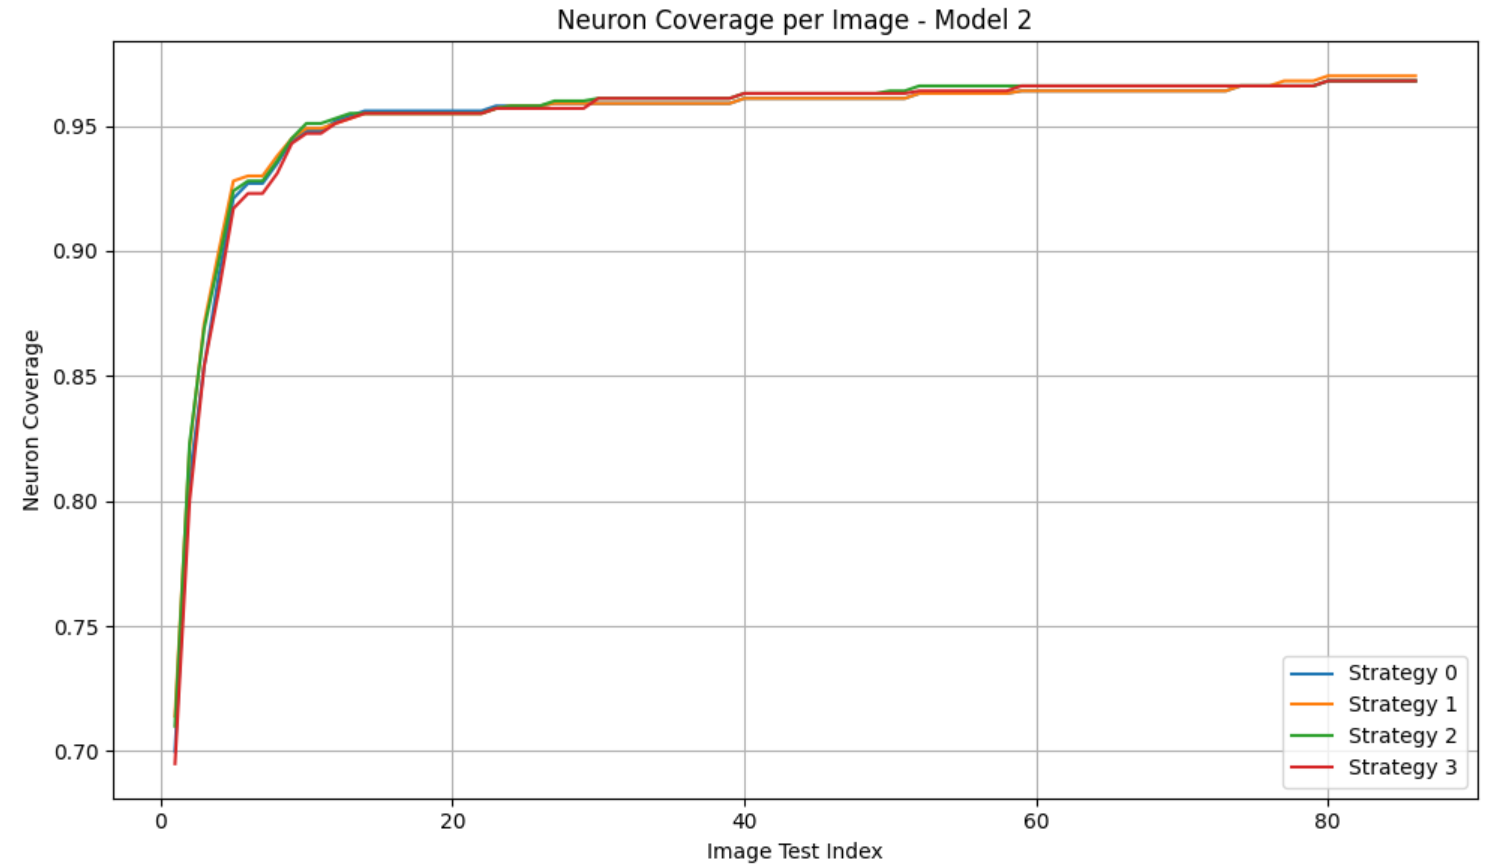 Neuron Coverage per Image - Model 2
Neuron Coverage
0.95
0.90
0.85
0.80
0.75
0.70
0 20 40 60 80
Image Test Index
Strategy 0
Strategy 1
Strategy 2
Strategy 3